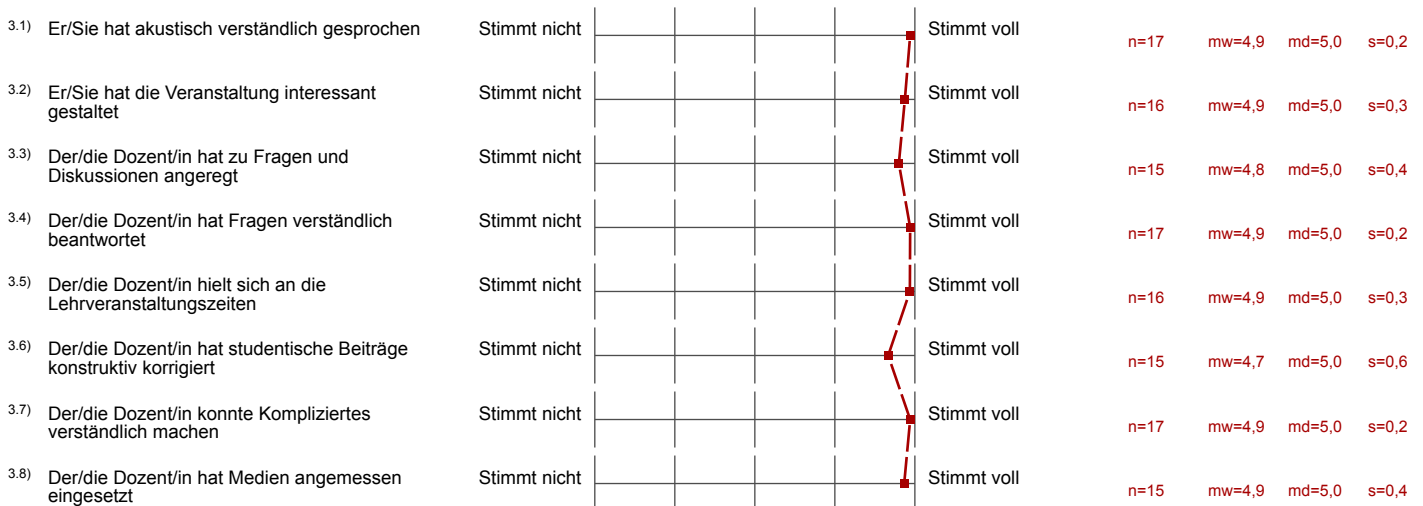 3.1) Er/Sie hat akustisch verständlich gesprochen Stimmt nicht Stimmt voll n=17 mw=4,9 md=5,0 s=0,2
3.2) Er/Sie hat die Veranstaltung interessant Stimmt nicht Stimmt voll n=16 mw=4,9 md=5,0 s=0,3
gestaltet
3.3) Der/die Dozent/in hat zu Fragen und Stimmt nicht Stimmt voll n=15 mw=4,8 md=5,0 s=0,4
Diskussionen angeregt
3.4) Der/die Dozent/in hat Fragen verständlich Stimmt nicht Stimmt voll n=17 mw=4,9 md=5,0 s=0,2
beantwortet
3.5) Der/die Dozent/in hielt sich an die Stimmt nicht Stimmt voll n=16 mw=4,9 md=5,0 s=0,3
Lehrveranstaltungszeiten
3.6) Der/die Dozent/in hat studentische Beiträge Stimmt nicht Stimmt voll n=15 mw=4,7 md=5,0 s=0,6
konstruktiv korrigiert
3.7) Der/die Dozent/in konnte Kompliziertes Stimmt nicht Stimmt voll n=17 mw=4,9 md=5,0 s=0,2
verständlich machen
3.8) Der/die Dozent/in hat Medien angemessen Stimmt nicht Stimmt voll n=15 mw=4,9 md=5,0 s=0,4
eingesetzt